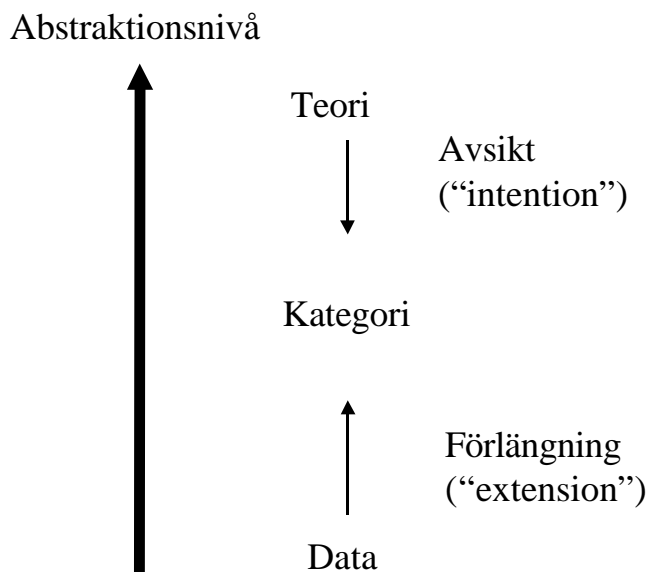 Abstraktionsnivå
Teori
Avsikt
(“intention”)
Kategori
Förlängning
(“extension”)
Data